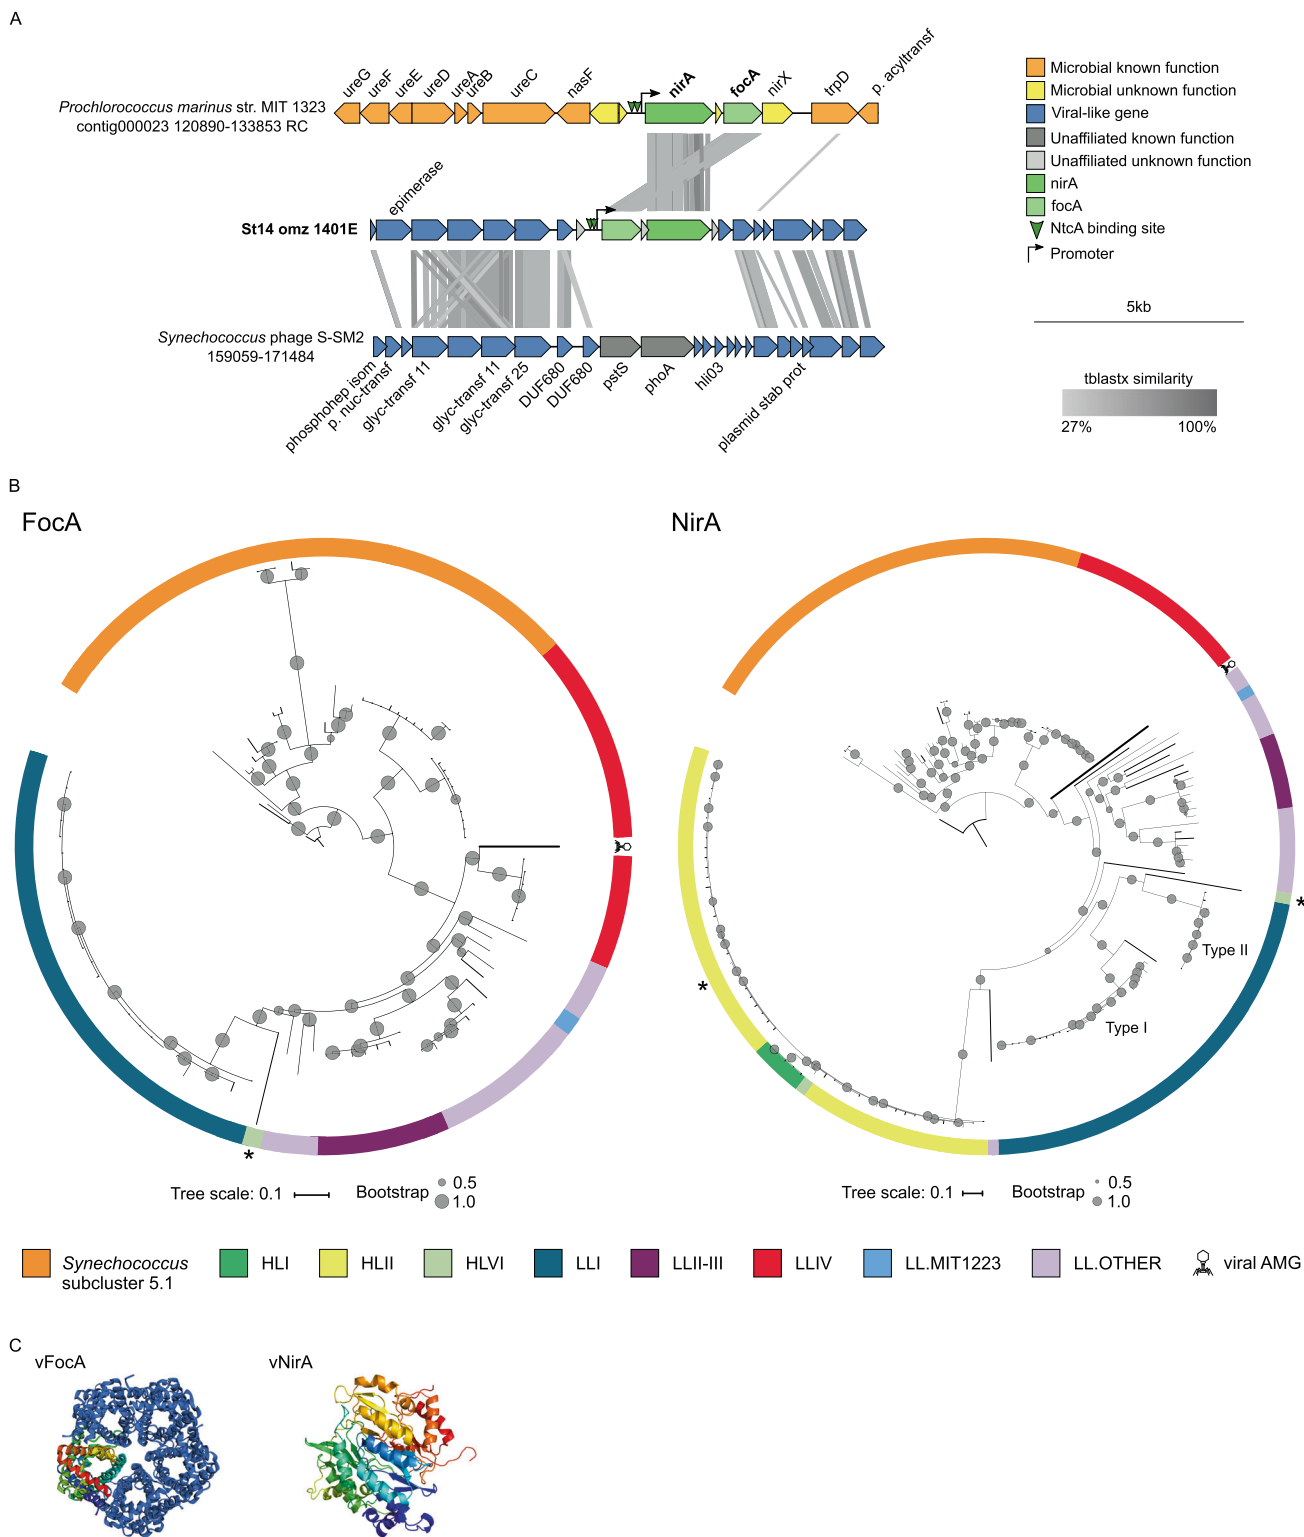 A
ureG
ureF
ureE
ureD
ureA
ureB
ureC
nasF
nirA
focA
nirX
trpD
p. acyltransf
Prochlorococcus marinus str. MIT 1323
contig000023 120890-133853 RC
epimerase
St14 omz 1401E
Synechococcus phage S-SM2
159059-171484
phosphohep isom
p. nuc-transf
glyc-transf 11
glyc-transf 11
glyc-transf 25
DUF680
DUF680
pstS
phoA
hli03
plasmid stab prot
Microbial known function
Microbial unknown function
Viral-like gene
Unaffiliated known function
Unaffiliated unknown function
nirA
focA
NtcA binding site
Promoter
5kb
tblastx similarity
27% 100%
B
FocA
*
Tree scale: 0.1
Bootstrap
0.5
1.0
NirA
*
*
Type II
Type I
Tree scale: 0.1
Bootstrap
0.5
1.0
Synechococcus
subcluster 5.1
HLI
HLII
HLVI
LLI
LLII-III
LLIV
LL.MIT1223
LL.OTHER
viral AMG
C
vFocA
vNirA